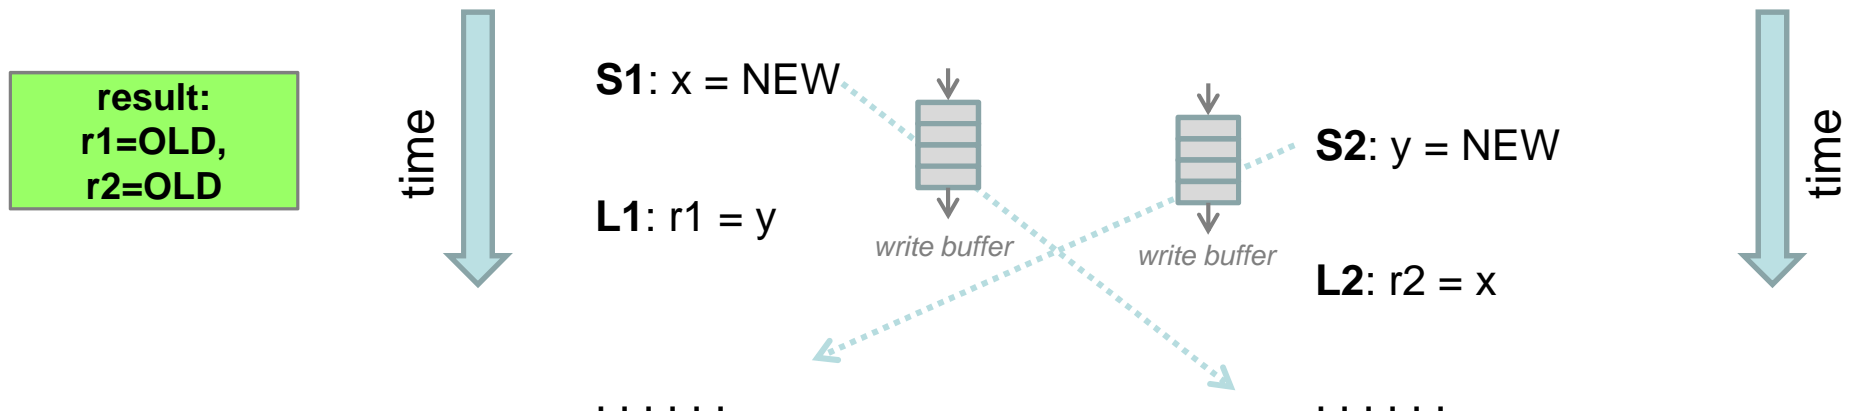 result:
r1=OLD,
r2=OLD
time
S1: x = NEW
L1: r1 = y
write buffer
write buffer
S2: y = NEW
L2: r2 = x
time
. . . . . .
. . . . . .